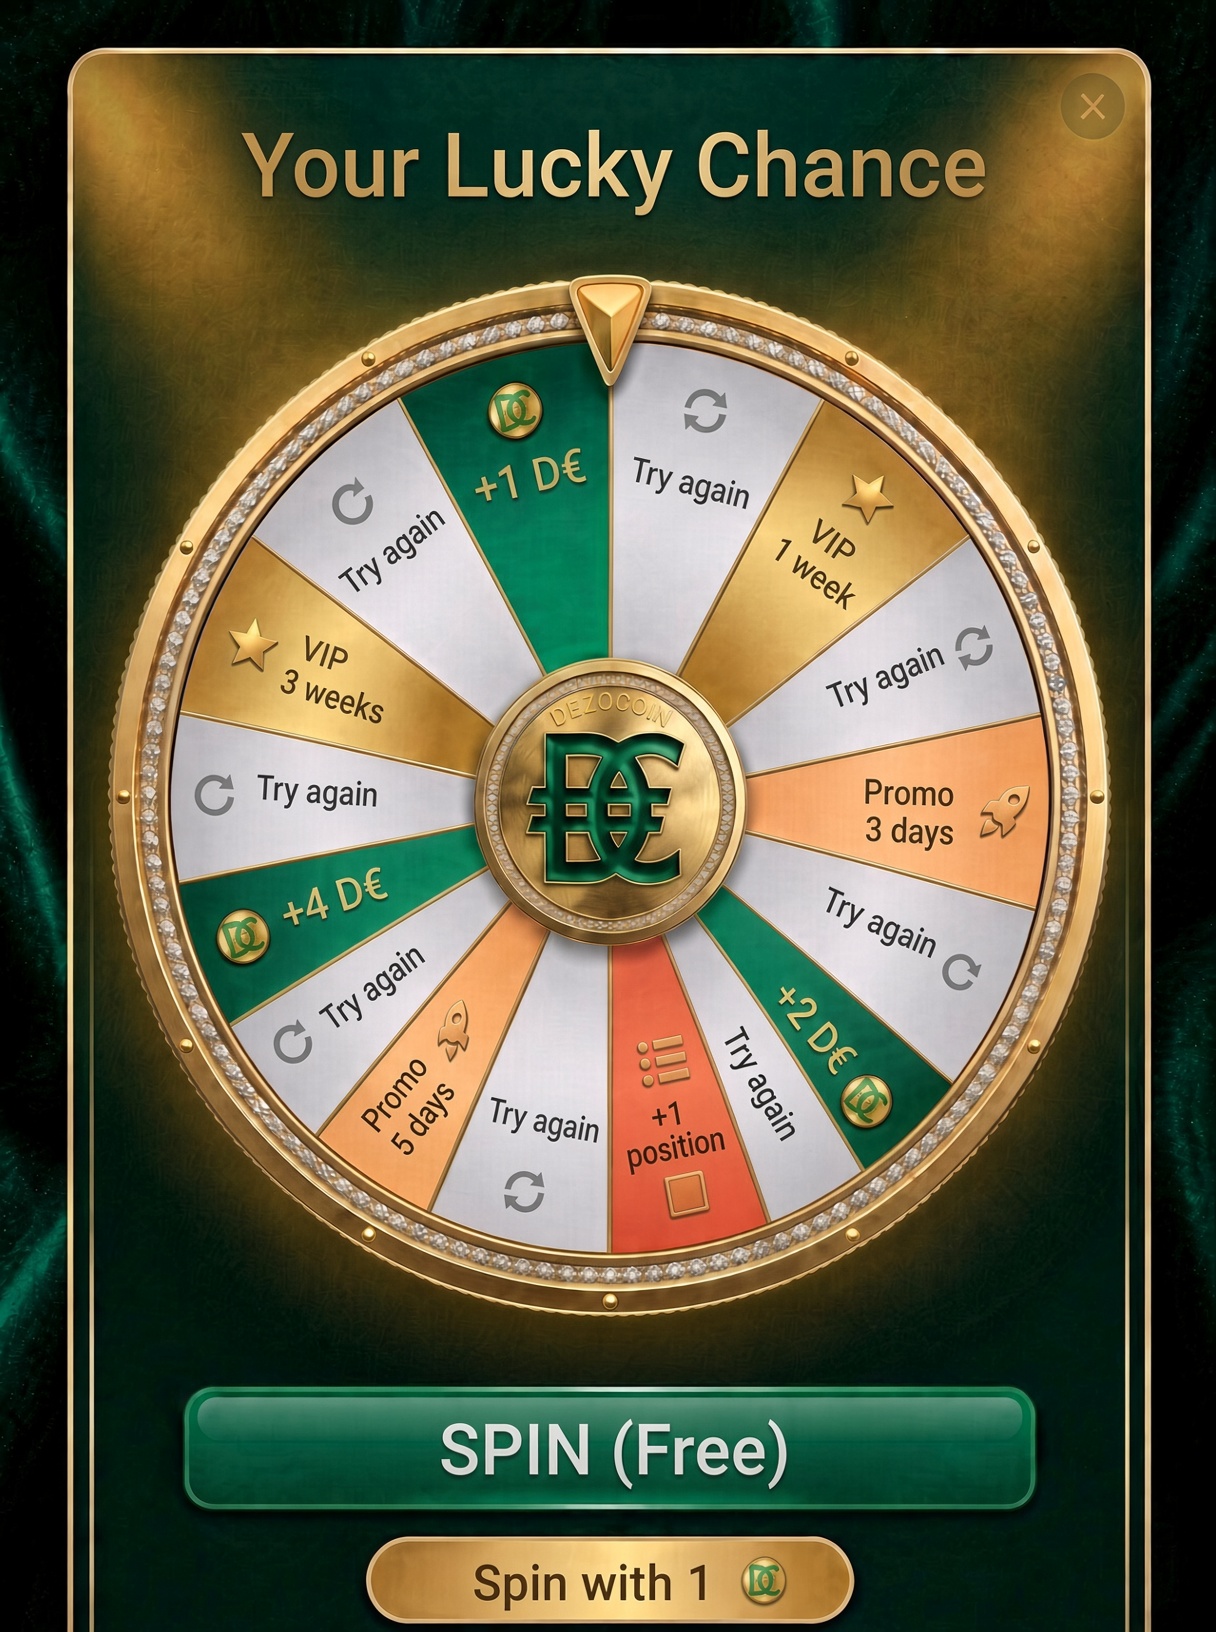 Your Lucky Chance
+1 D€
Try again
VIP
1 week
Try again
Promo
3 days
Try again
+2 D€
Try again
+1
position
Try again
Promo
5 days
Try again
+4 D€
Try again
VIP
3 weeks
Try again
DEZOCOIN
SPIN (Free)
Spin with 1